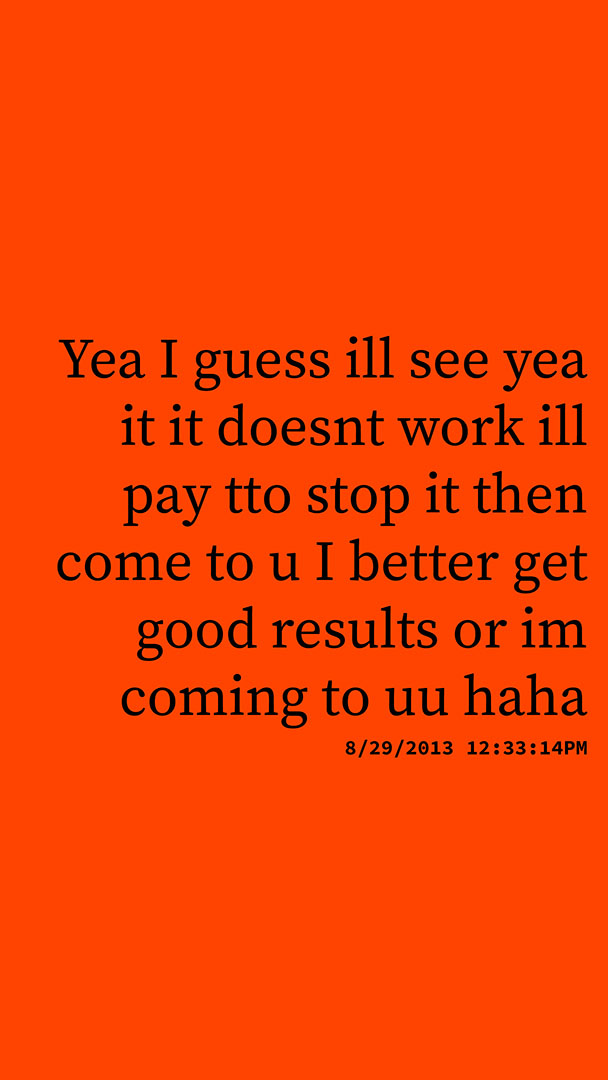 Yea I guess ill see yea
it it doesnt work ill
pay tto stop it then
come to u I better get
good results or im
coming to uu haha
8/29/2013 12:33:14PM